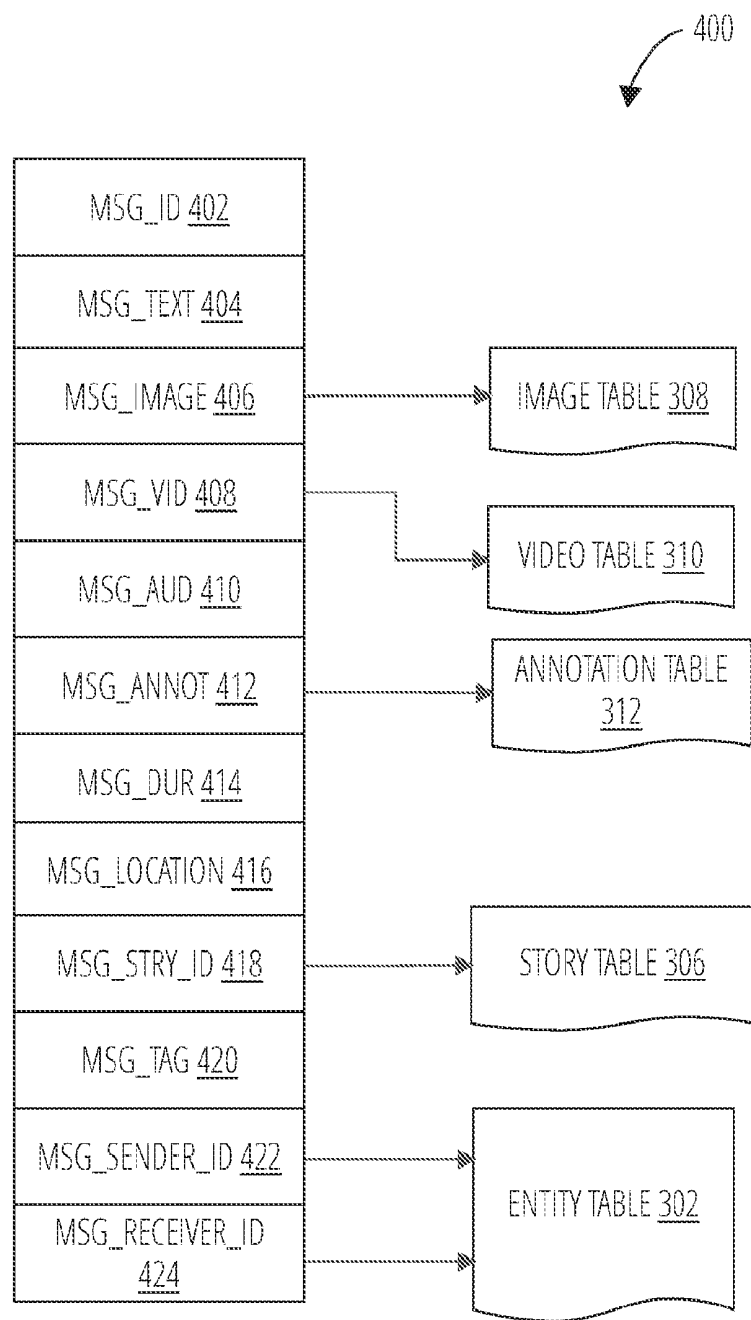 400
MSG_ID 402
MSG_TEXT 404
MSG_IMAGE 406
IMAGE TABLE 308
MSG_VID 408
VIDEO TABLE 310
MSG_AUD 410
MSG_ANNOT 412
ANNOTATION TABLE
312
MSG_DUR 414
MSG_LOCATION 416
MSG_STRY_ID 418
STORY TABLE 306
MSG_TAG 420
MSG_SENDER_ID 422
ENTITY TABLE 302
MSG_RECEIVER_ID
424